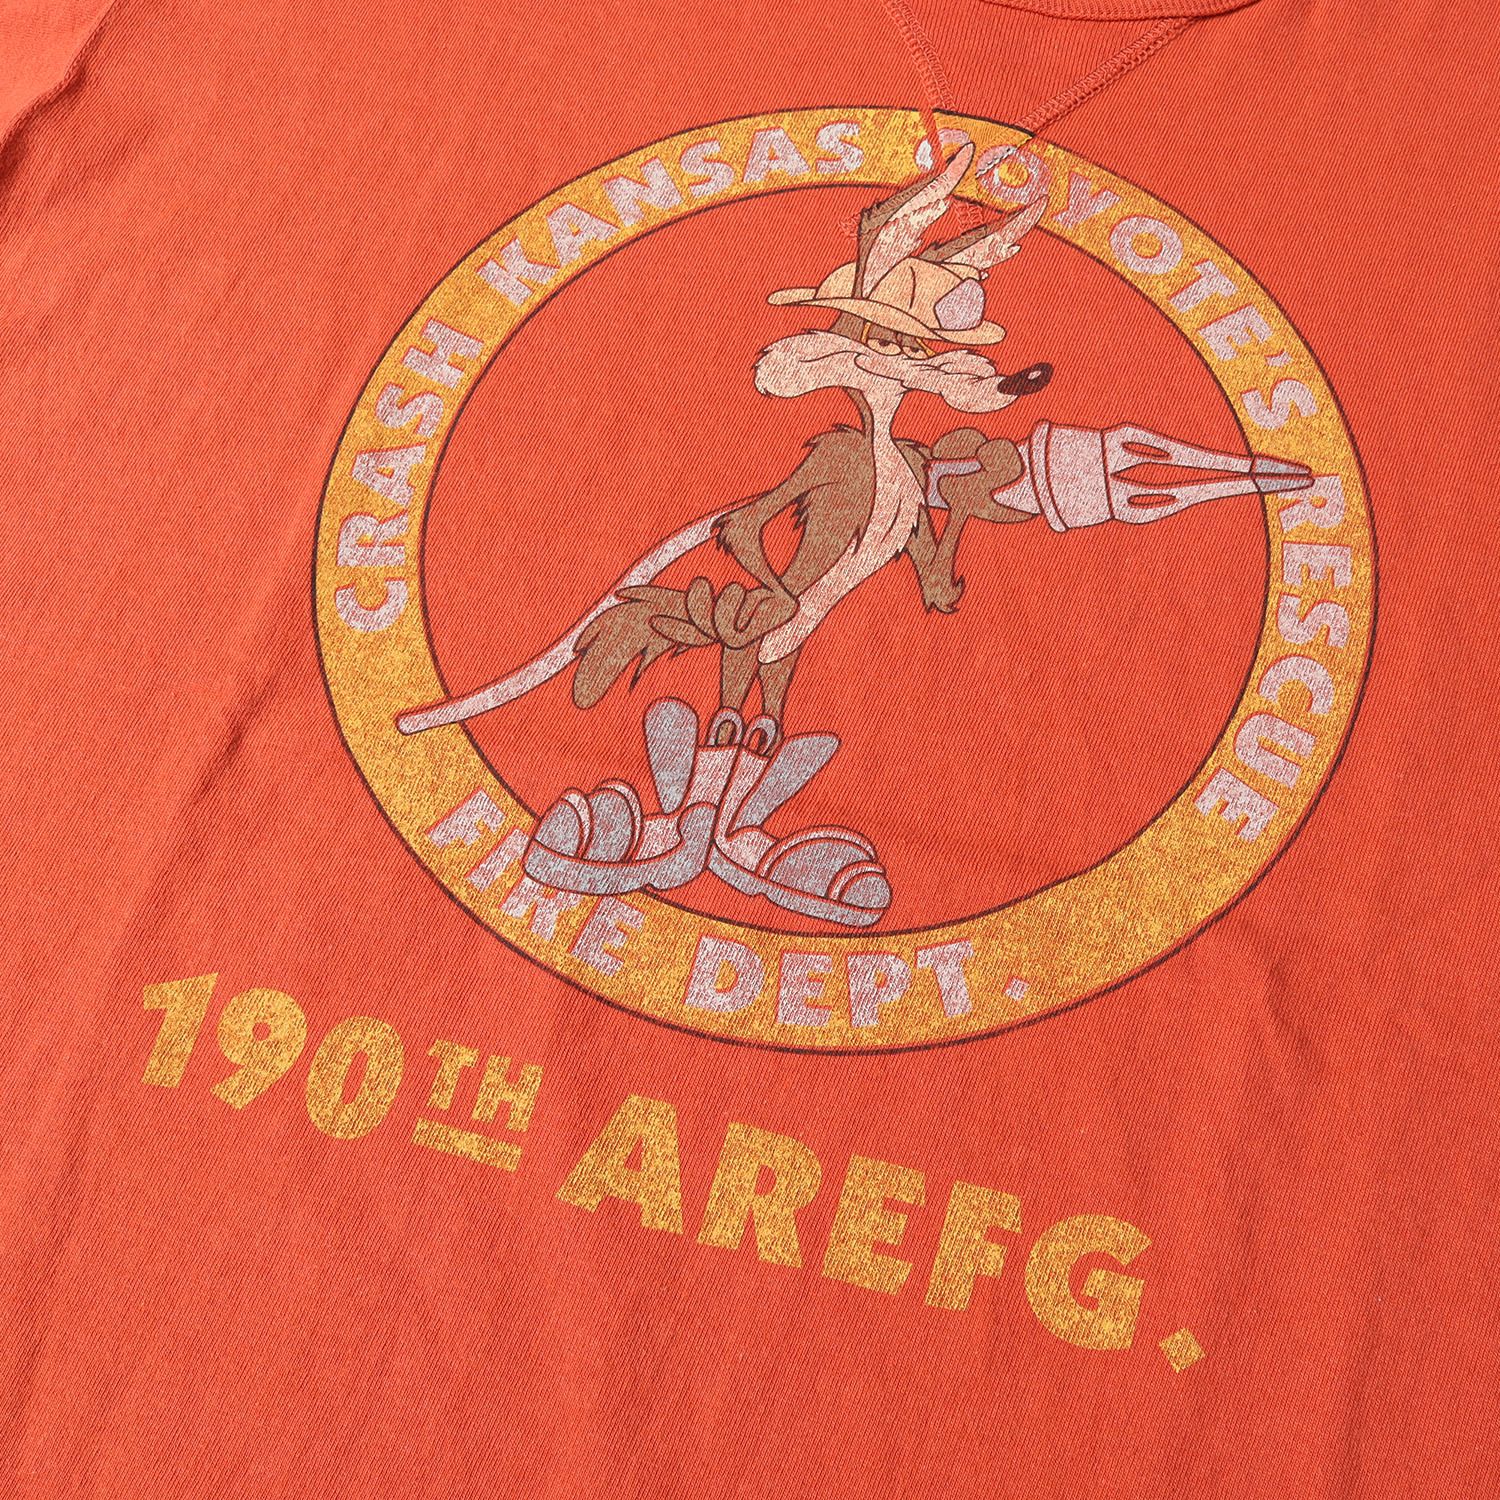 CRASH KANSAS COYOTE'S RESCUE
FIRE DEPT.
190TH AREFG.